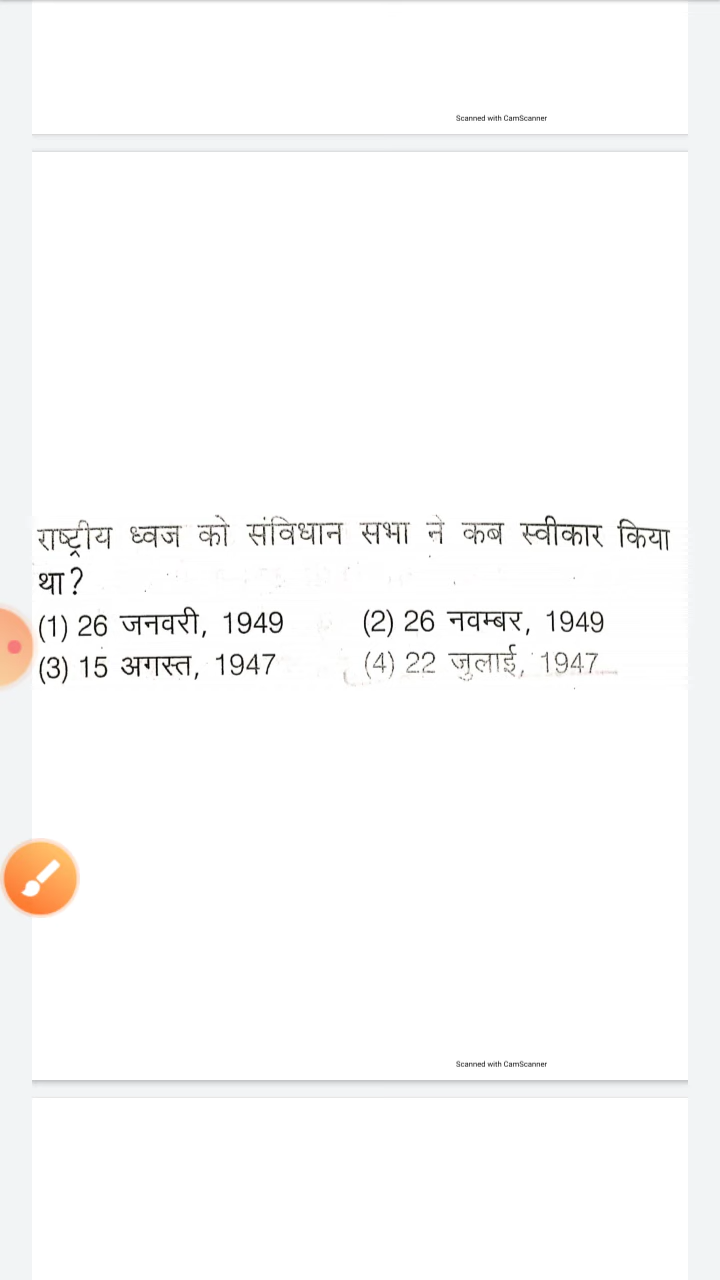 Scanned with CamScanner
राष्ट्रीय ध्वज को संविधान सभा ने कब स्वीकार किया
था?
(1) 26 जनवरी, 1949 (2) 26 नवम्बर, 1949
(3) 15 अगस्त, 1947 (4) 22 जुलाई, 1947
Scanned with CamScanner